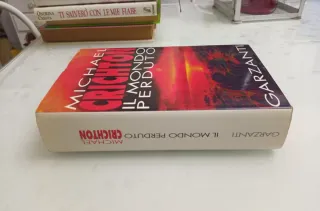 TI SALVERÒ CON LE MIE FIABE
MICHAEL
CRICHTON
IL MONDO
PERDUTO
GARZANTI
MICHAEL
CRICHTON
IL MONDO PERDUTO
GARZANTI